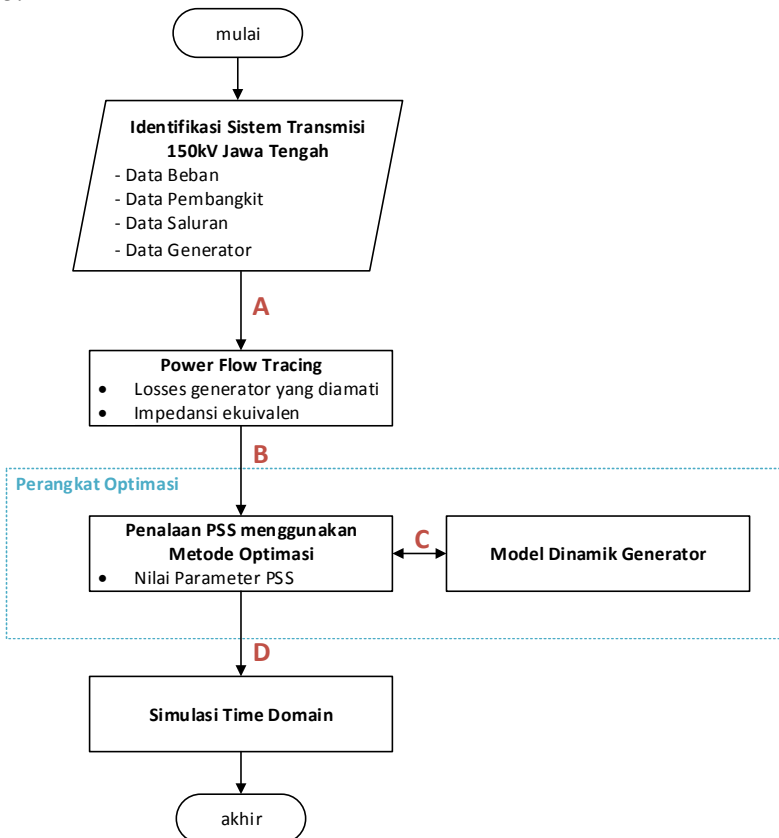 mulai
Identifikasi Sistem Transmisi
150kV Jawa Tengah
- Data Beban
- Data Pembangkit
- Data Saluran
- Data Generator
A
Power Flow Tracing
• Losses generator yang diamati
• Impedansi ekuivalen
B
Perangkat Optimasi
Penalaan PSS menggunakan
Metode Optimasi
• Nilai Parameter PSS
C
Model Dinamik Generator
D
Simulasi Time Domain
akhir